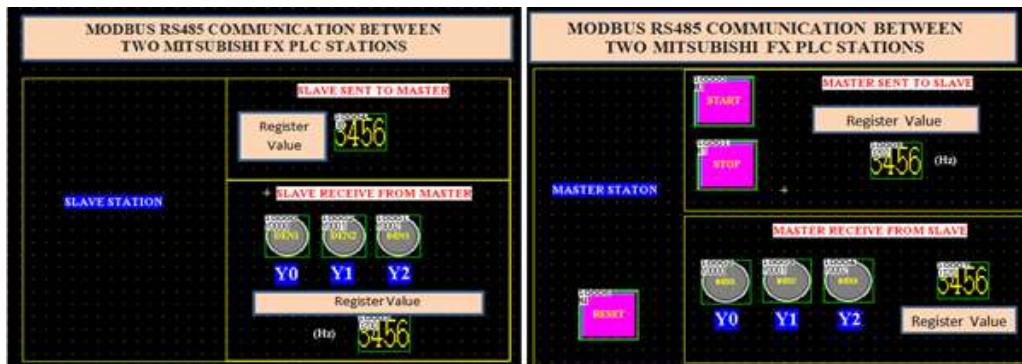 MODBUS RS485 COMMUNICATION BETWEEN
TWO MITSUBISHI FX PLC STATIONS
SLAVE SENT TO MASTER
Register
Value
3456
SLAVE STATION
SLAVE RECEIVE FROM MASTER
DEN1 DEN2 DEN3
Y0 Y1 Y2
Register Value
(Hz) 3456
MODBUS RS485 COMMUNICATION BETWEEN
TWO MITSUBISHI FX PLC STATIONS
MASTER SENT TO SLAVE
START
Register Value
STOP
3456 (Hz)
MASTER STATON
MASTER RECEIVE FROM SLAVE
3456
Y0 Y1 Y2
RESET
Register Value